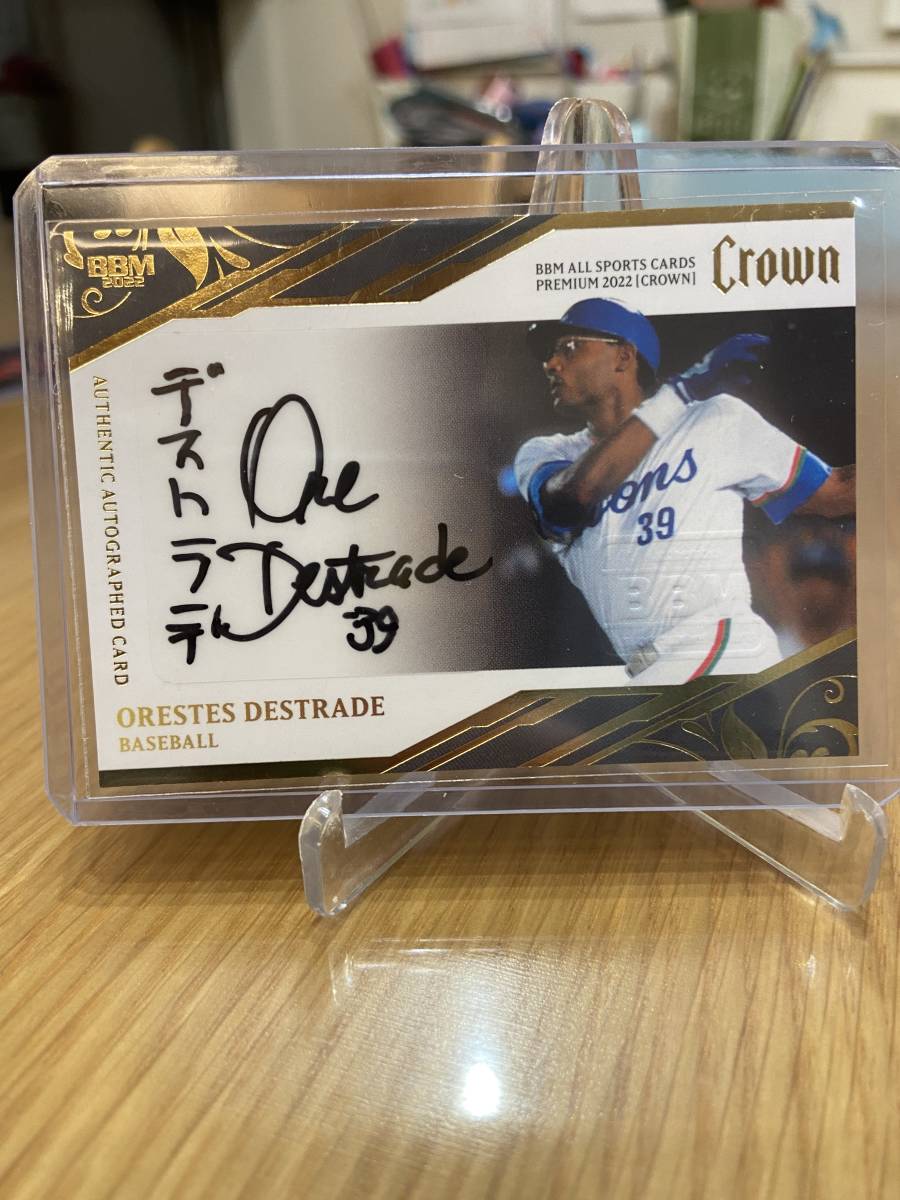 BBM
2022
BBM ALL SPORTS CARDS
PREMIUM 2022 [CROWN]
Crown
AUTHENTIC AUTOGRAPHED CARD
デストラデ
Ore
Destrade
39
ons
39
BBM
ORESTES DESTRADE
BASEBALL